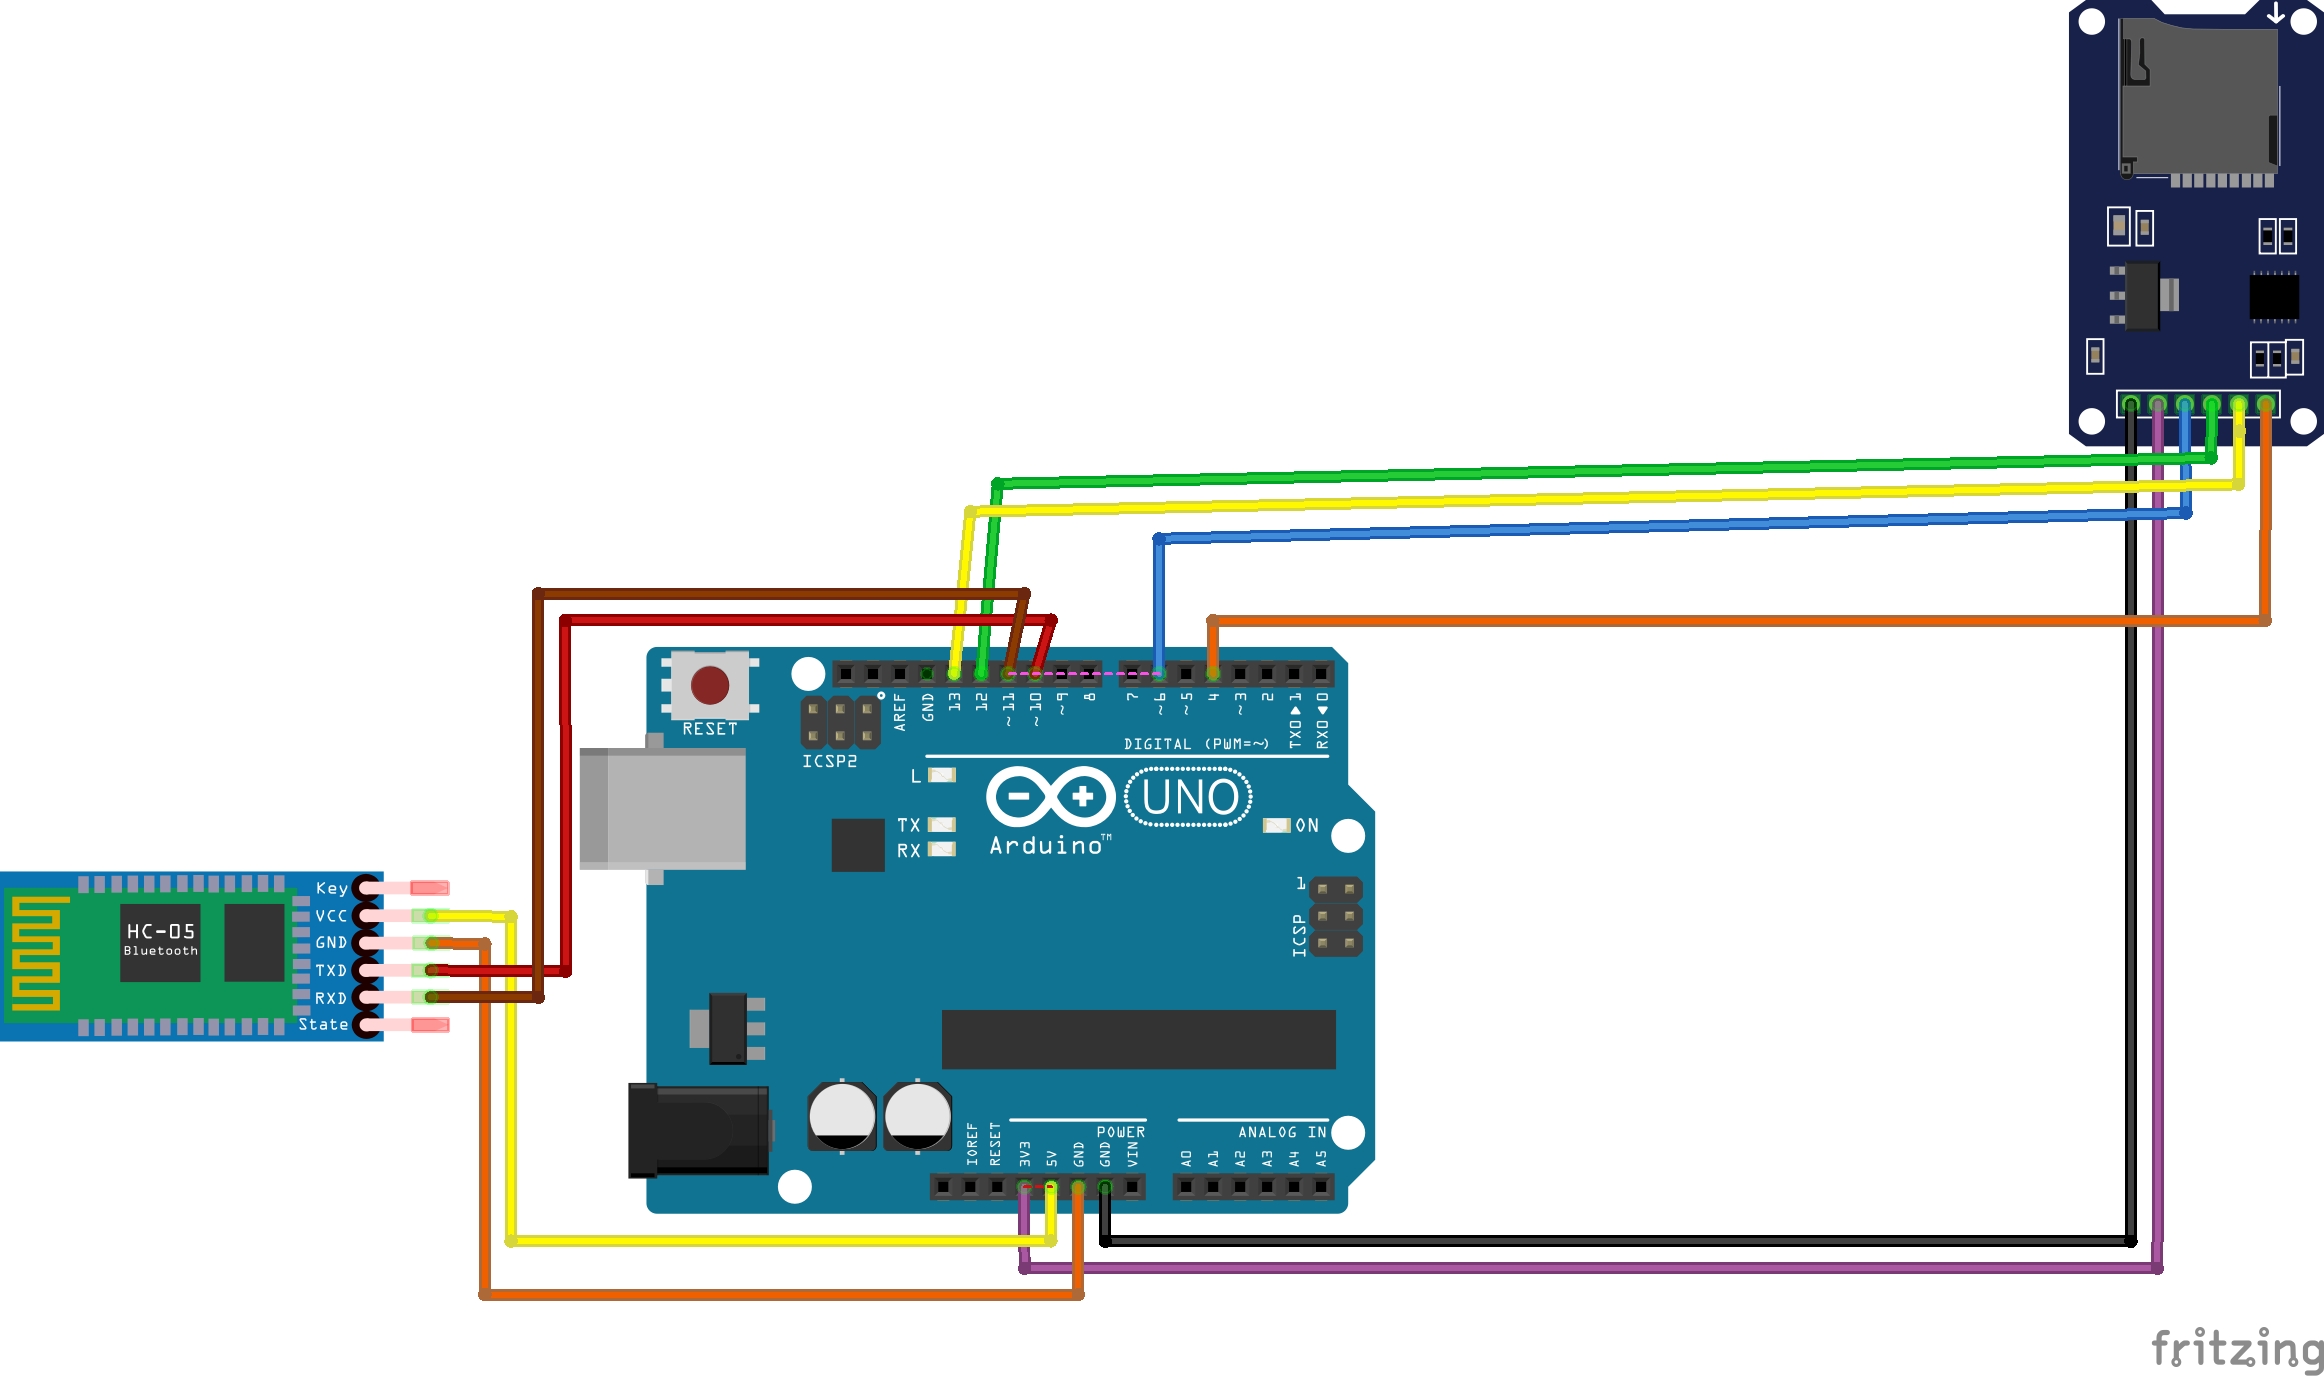 RESET
ICSP2
AREF
GND
13
12
~11
~10
~9
8
7
~6
~5
4
~3
2
TX0▶1
RX0◀0
DIGITAL (PWM=~)
L
TX
RX
Arduino™
UNO
ON
1
ICSP
HC-05
Bluetooth
Key
VCC
GND
TXD
RXD
State
POWER
ANALOG IN
IOREF
RESET
3V3
5V
GND
GND
VIN
A0
A1
A2
A3
A4
A5
fritzing